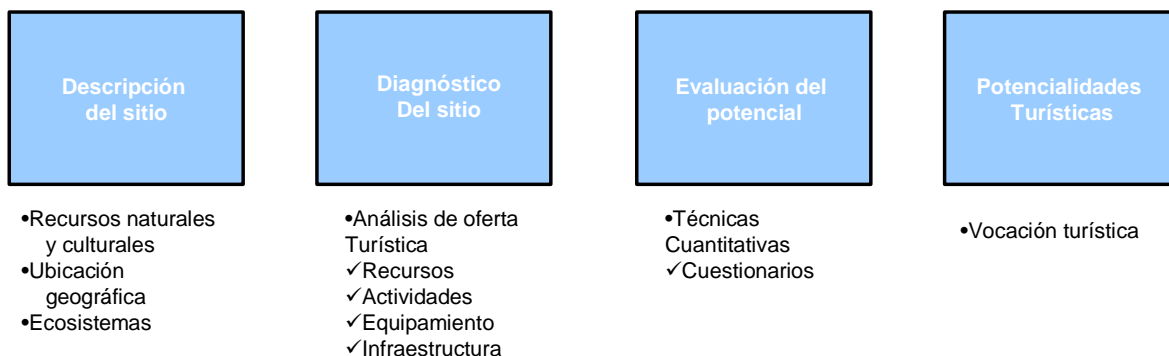 Descripción
del sitio
•Recursos naturales
y culturales
•Ubicación
geográfica
•Ecosistemas
Diagnóstico
Del sitio
•Análisis de oferta
Turística
✓Recursos
✓Actividades
✓Equipamiento
✓Infraestructura
Evaluación del
potencial
•Técnicas
Cuantitativas
✓Cuestionarios
Potencialidades
Turísticas
•Vocación turística